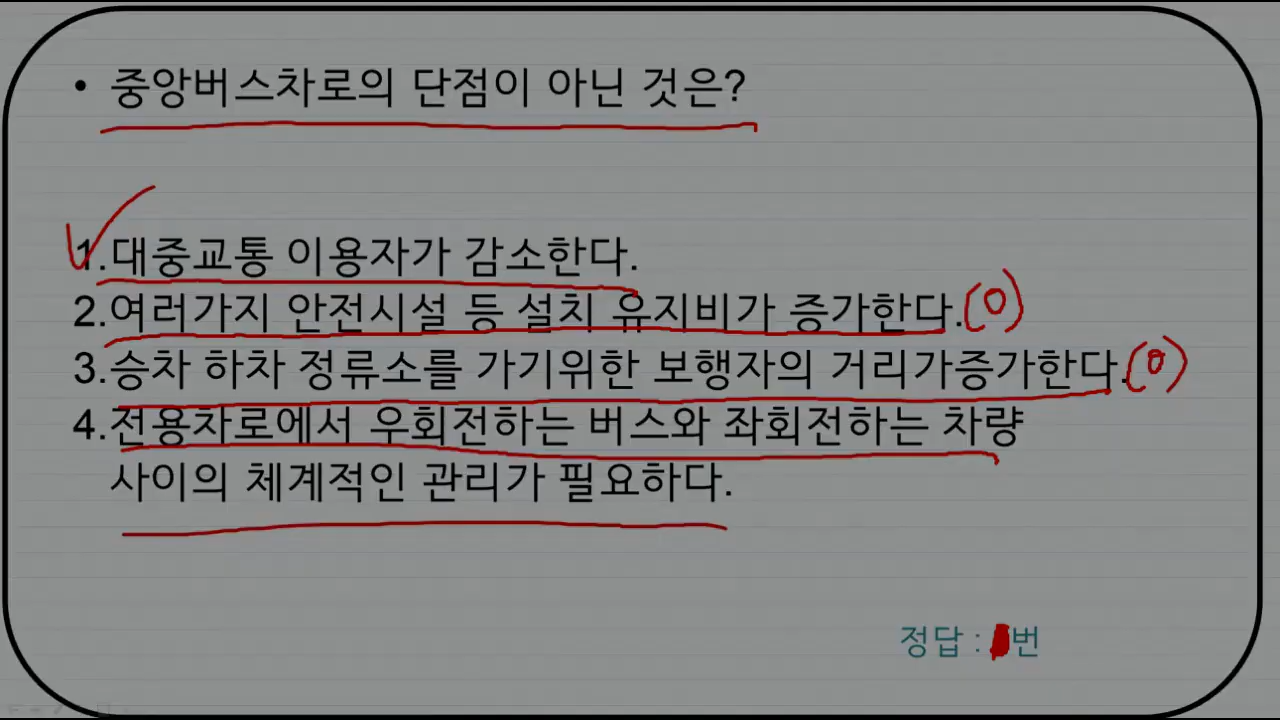 • 중앙버스차로의 단점이 아닌 것은?
1.대중교통 이용자가 감소한다.
2.여러가지 안전시설 등 설치 유지비가 증가한다.(O)
3.승차 하차 정류소를 가기위한 보행자의 거리가증가한다.(O)
4.전용차로에서 우회전하는 버스와 좌회전하는 차량
사이의 체계적인 관리가 필요하다.
정답 : 번